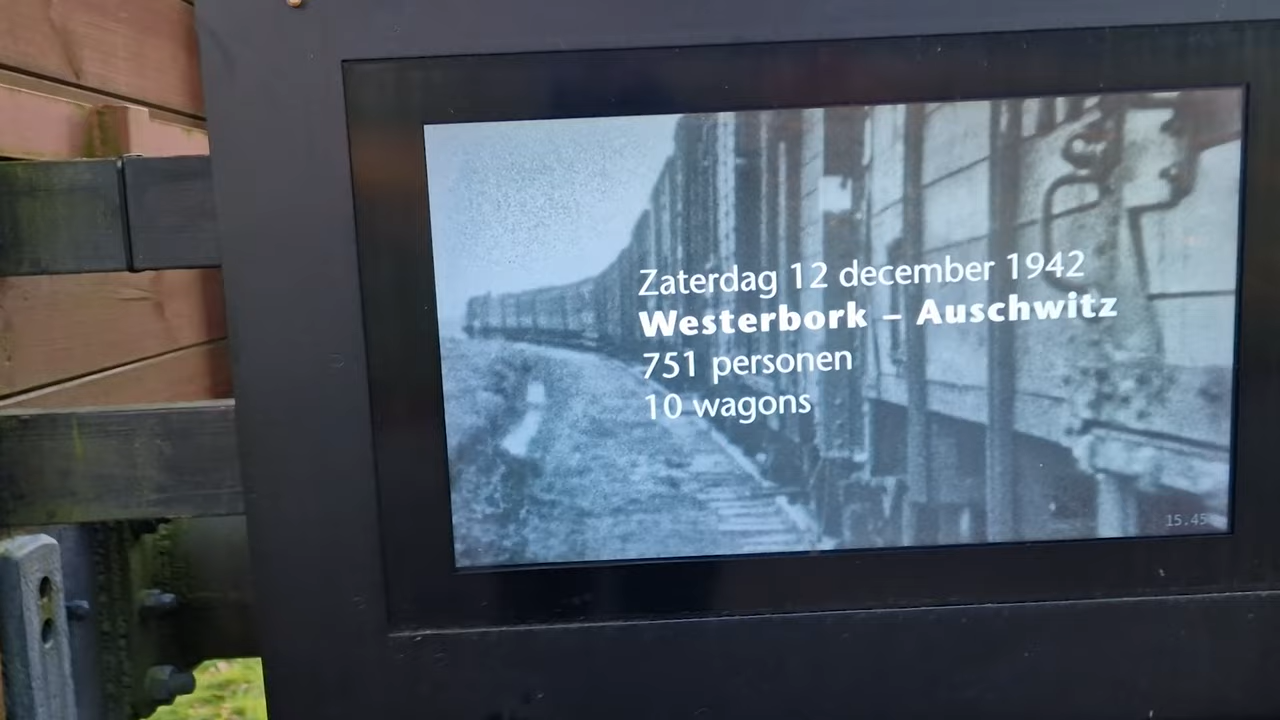 Zaterdag 12 december 1942
Westerbork – Auschwitz
751 personen
10 wagons
15.45